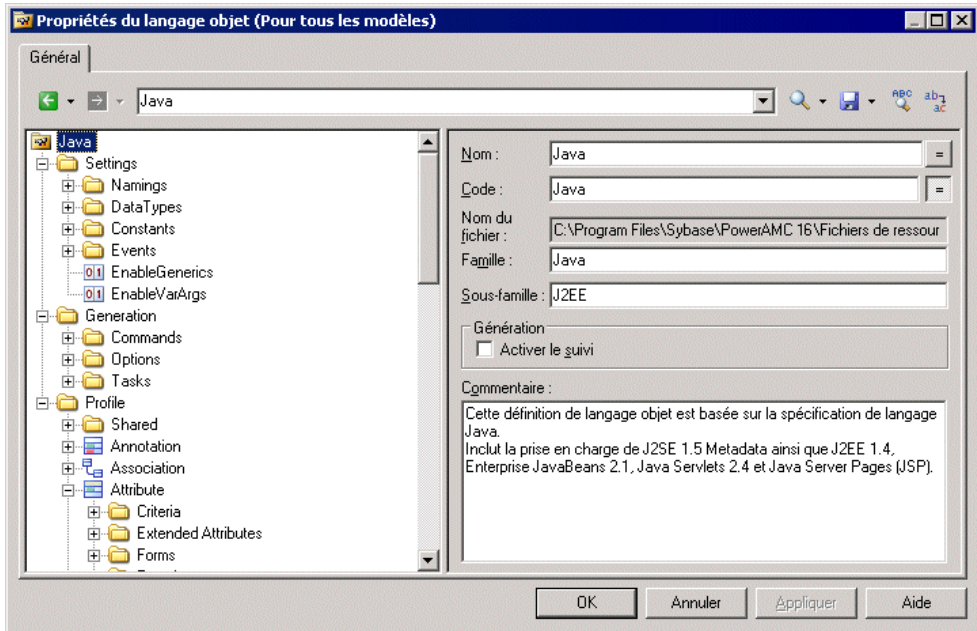 Propriétés du langage objet (Pour tous les modèles)
Général
Java
ABC
ab
ac
Java
Settings
Namings
DataTypes
Constants
Events
EnableGenerics
EnableVarArgs
Generation
Commands
Options
Tasks
Profile
Shared
Annotation
Association
Attribute
Criteria
Extended Attributes
Forms
Nom :
Java
=
Code :
Java
=
Nom du
fichier :
C:\Program Files\Sybase\PowerAMC 16\Fichiers de ressour
Famille :
Java
Sous-famille :
J2EE
Génération
Activer le suivi
Commentaire :
Cette définition de langage objet est basée sur la spécification de langage
Java.
Inclut la prise en charge de J2SE 1.5 Metadata ainsi que J2EE 1.4,
Enterprise JavaBeans 2.1, Java Servlets 2.4 et Java Server Pages (JSP).
OK
Annuler
Appliquer
Aide